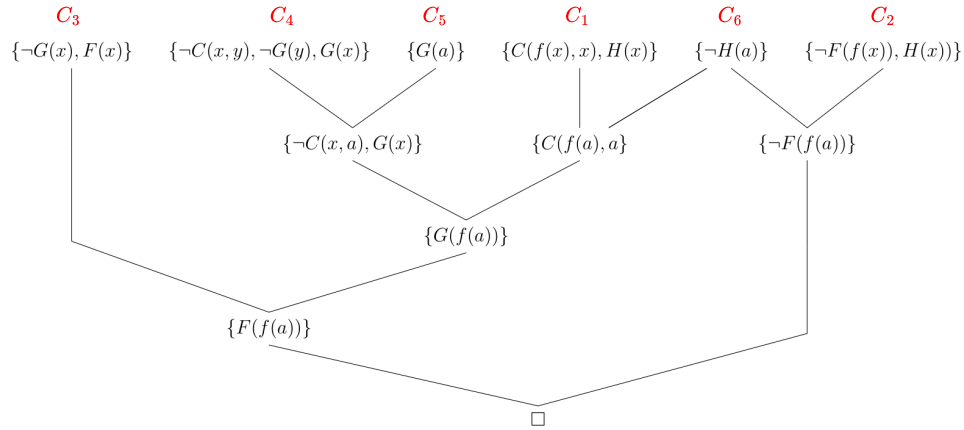 C₃ C₄ C₅ C₁ C₆ C₂
{¬G(x), F(x)} {¬C(x, y), ¬G(y), G(x)} {G(a)} {C(f(x), x), H(x)} {¬H(a)} {¬F(f(x)), H(x))}
{¬C(x, a), G(x)} {C(f(a), a} {¬F(f(a))}
{G(f(a))}
{F(f(a))}
□